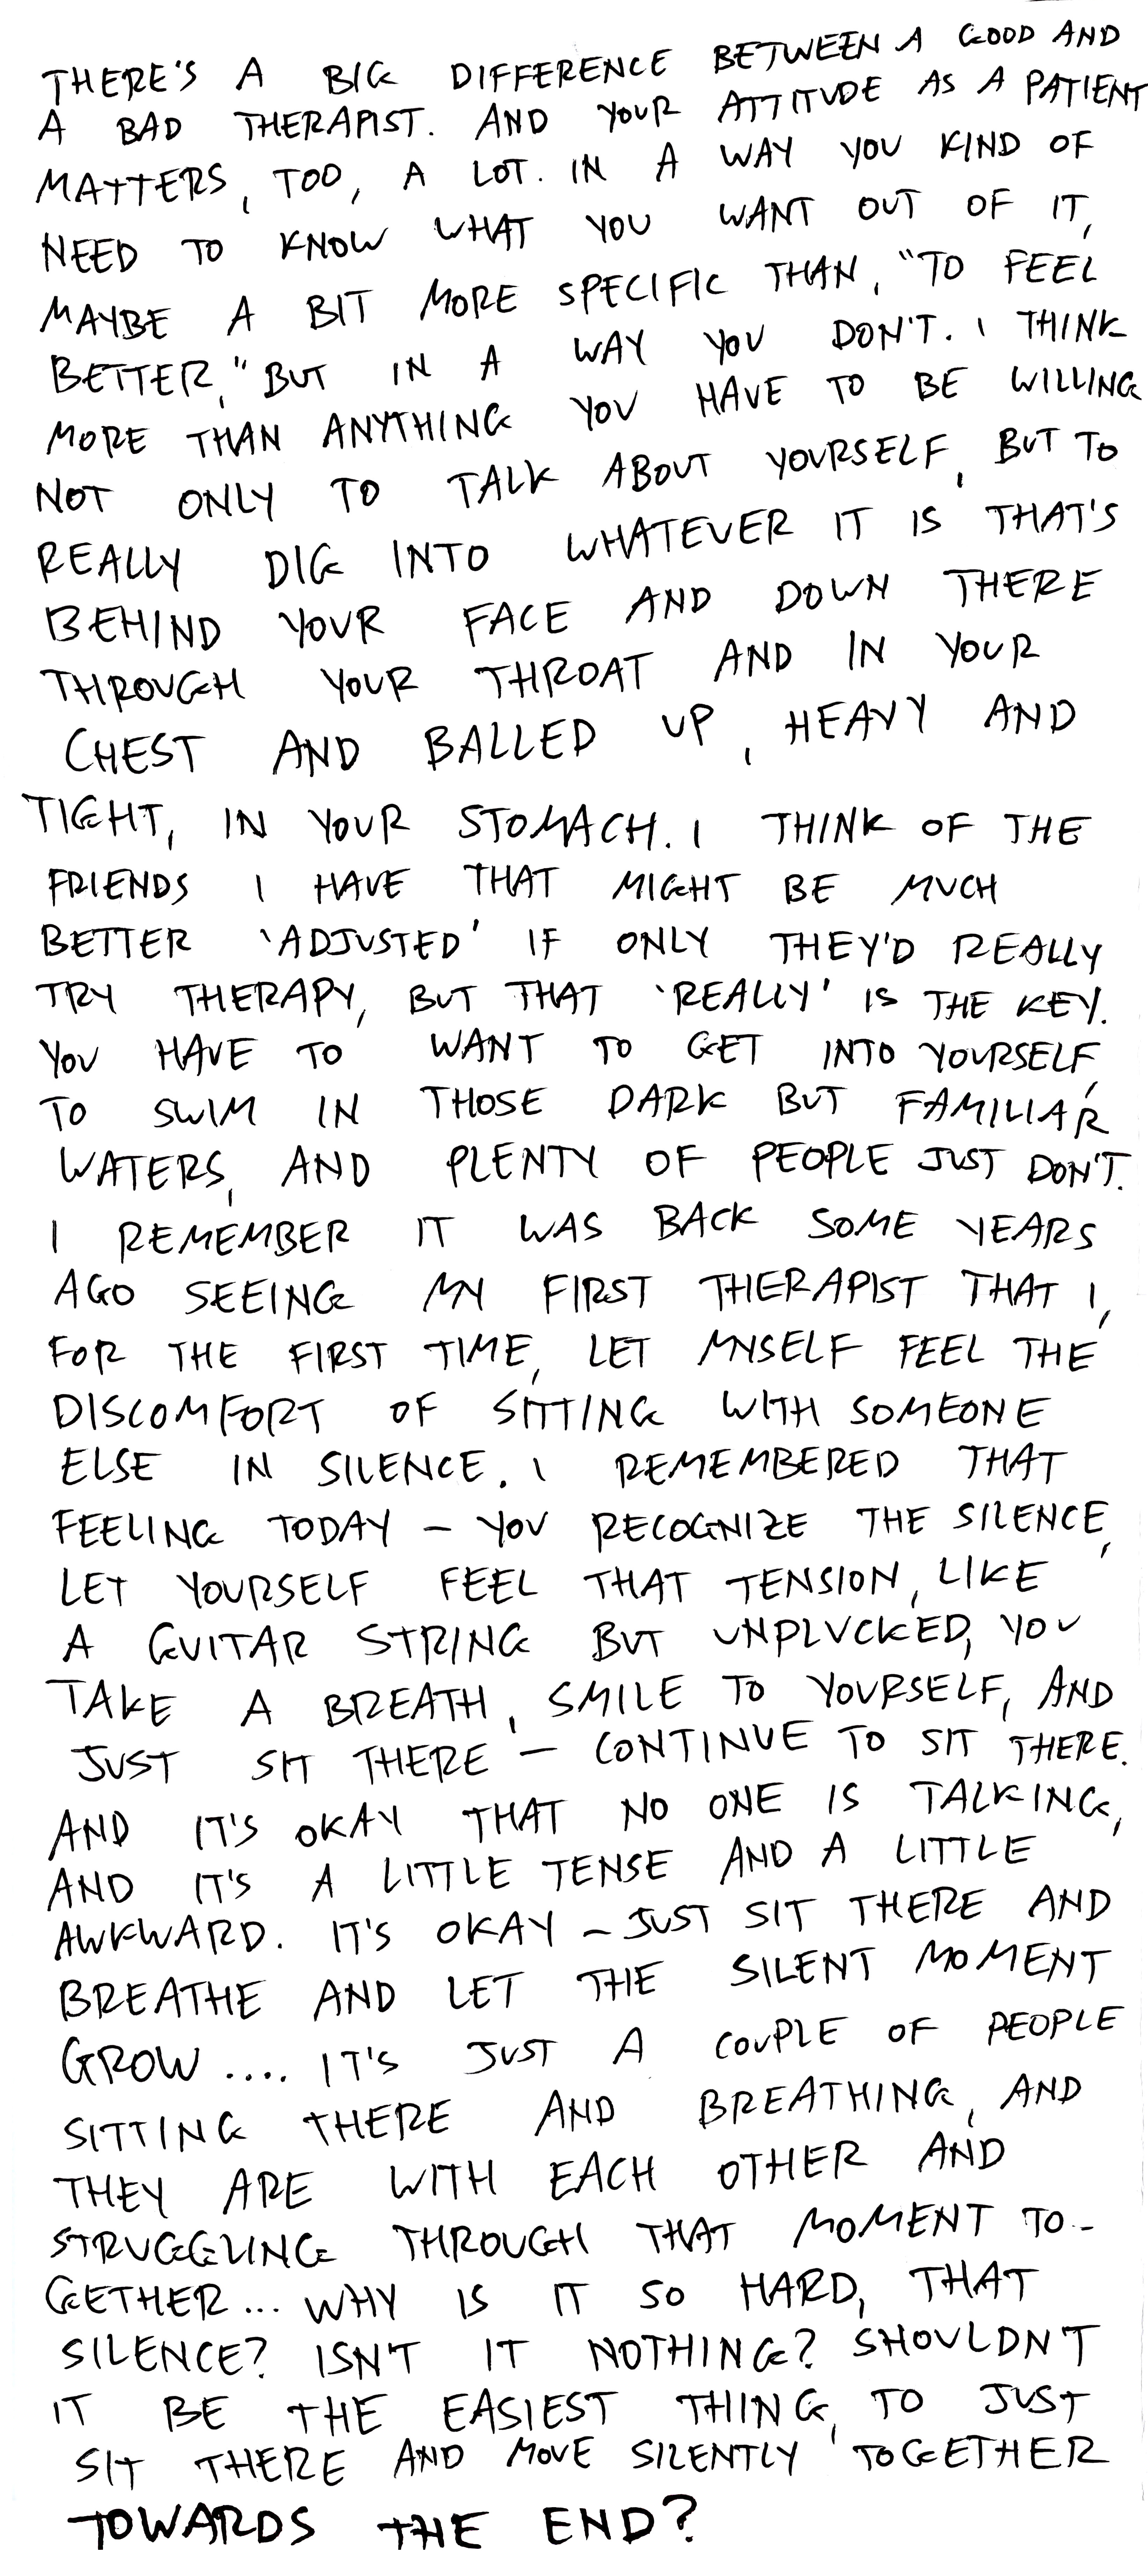 THERE'S A BIG DIFFERENCE BETWEEN A GOOD AND
A BAD THERAPIST. AND YOUR ATTITUDE AS A PATIENT
MATTERS, TOO, A LOT. IN A WAY YOU KIND OF
NEED TO KNOW WHAT YOU WANT OUT OF IT,
MAYBE A BIT MORE SPECIFIC THAN, "TO FEEL
BETTER," BUT IN A WAY YOU DON'T. I THINK
MORE THAN ANYTHING YOU HAVE TO BE WILLING
NOT ONLY TO TALK ABOUT YOURSELF, BUT TO
REALLY DIG INTO WHATEVER IT IS THAT'S
BEHIND YOUR FACE AND DOWN THERE
THROUGH YOUR THROAT AND IN YOUR
CHEST AND BALLED UP, HEAVY AND
TIGHT, IN YOUR STOMACH. I THINK OF THE
FRIENDS I HAVE THAT MIGHT BE MUCH
BETTER 'ADJUSTED' IF ONLY THEY'D REALLY
TRY THERAPY, BUT THAT 'REALLY' IS THE KEY.
YOU HAVE TO WANT TO GET INTO YOURSELF,
TO SWIM IN THOSE DARK BUT FAMILIAR
WATERS, AND PLENTY OF PEOPLE JUST DON'T.
I REMEMBER IT WAS BACK SOME YEARS
AGO SEEING MY FIRST THERAPIST THAT I,
FOR THE FIRST TIME, LET MYSELF FEEL THE
DISCOMFORT OF SITTING WITH SOMEONE
ELSE IN SILENCE. I REMEMBERED THAT
FEELING TODAY – YOU RECOGNIZE THE SILENCE,
LET YOURSELF FEEL THAT TENSION, LIKE
A GUITAR STRING BUT UNPLUCKED, YOU
TAKE A BREATH, SMILE TO YOURSELF, AND
JUST SIT THERE – CONTINUE TO SIT THERE.
AND IT'S OKAY THAT NO ONE IS TALKING,
AND IT'S A LITTLE TENSE AND A LITTLE
AWKWARD. IT'S OKAY – JUST SIT THERE AND
BREATHE AND LET THE SILENT MOMENT
GROW .... IT'S JUST A COUPLE OF PEOPLE
SITTING THERE AND BREATHING, AND
THEY ARE WITH EACH OTHER AND
STRUGGLING THROUGH THAT MOMENT TO-
GETHER... WHY IS IT SO HARD, THAT
SILENCE? ISN'T IT NOTHING? SHOULDN'T
IT BE THE EASIEST THING, TO JUST
SIT THERE AND MOVE SILENTLY TOGETHER
TOWARDS THE END?